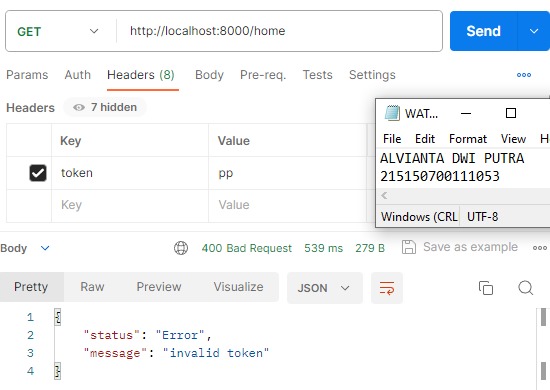 GET http://localhost:8000/home Send
Params Auth Headers (8) Body Pre-req. Tests Settings
Headers 7 hidden
Key Value
token pp
Key Value
WAT...
File Edit Format View H
ALVIANTA DWI PUTRA
215150700111053
Windows (CRL UTF-8
Body 400 Bad Request 539 ms 279 B Save as example
Pretty Raw Preview Visualize JSON
1 {
2 "status": "Error",
3 "message": "invalid token"
4 }